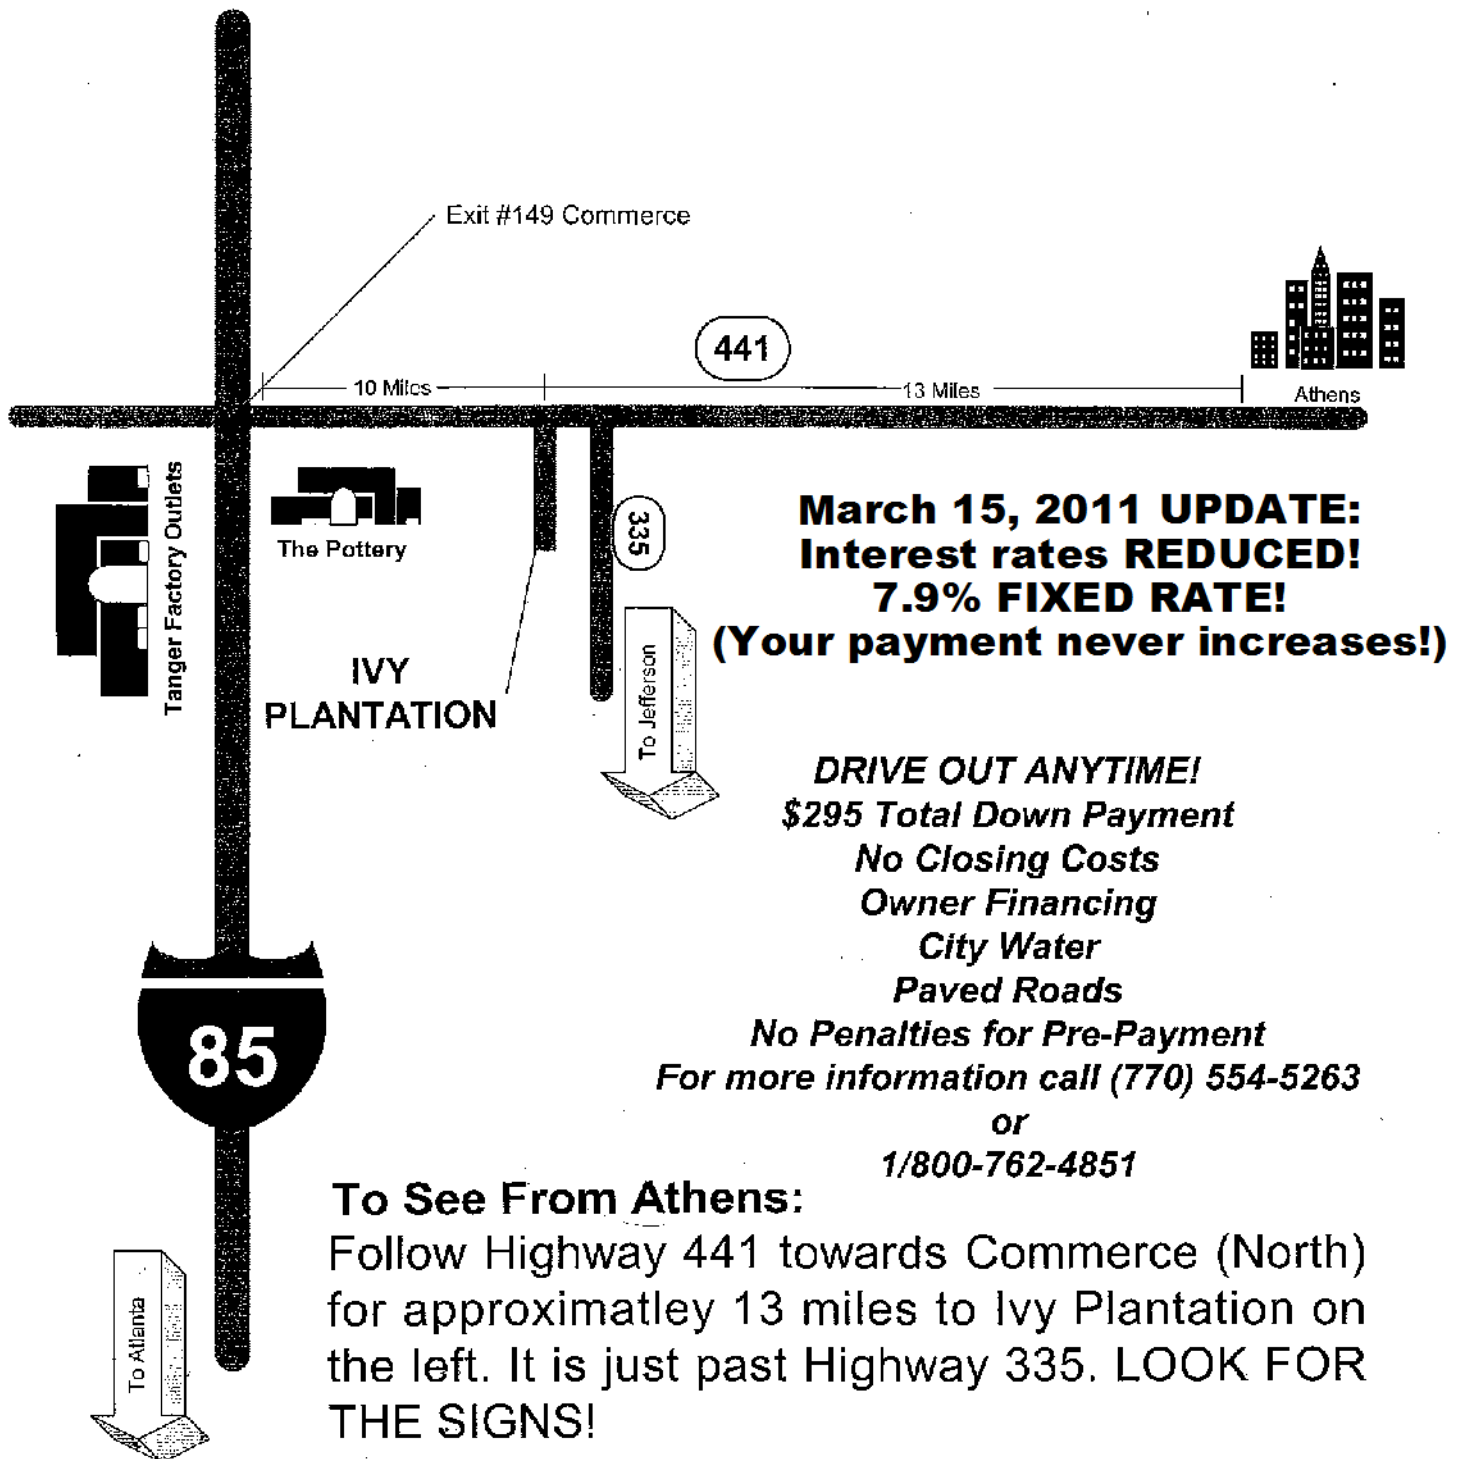 Exit #149 Commerce
441
10 Miles
13 Miles
Athens
Tanger Factory Outlets
The Pottery
335
IVY
PLANTATION
To Jefferson
March 15, 2011 UPDATE:
Interest rates REDUCED!
7.9% FIXED RATE!
(Your payment never increases!)
DRIVE OUT ANYTIME!
$295 Total Down Payment
No Closing Costs
Owner Financing
City Water
Paved Roads
No Penalties for Pre-Payment
For more information call (770) 554-5263
or
1/800-762-4851
85
To Atlanta
To See From Athens:
Follow Highway 441 towards Commerce (North)
for approximatley 13 miles to Ivy Plantation on
the left. It is just past Highway 335. LOOK FOR
THE SIGNS!